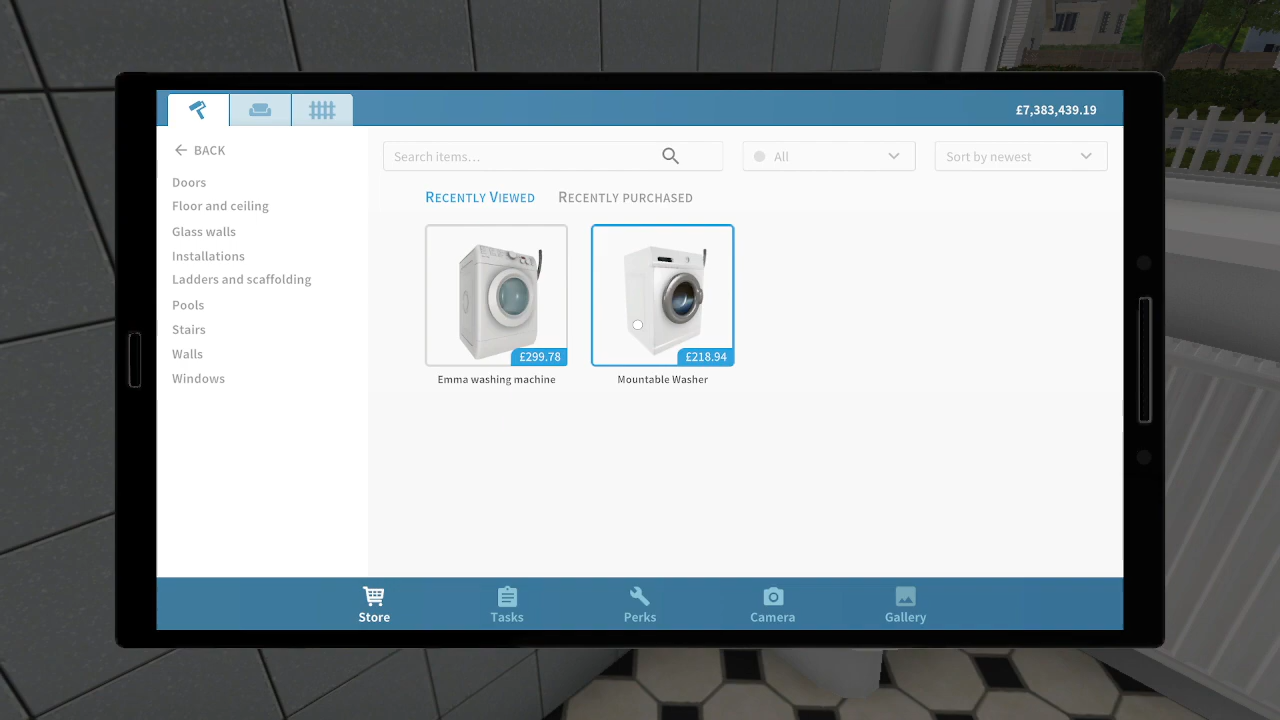 £7,383,439.19
BACK
Doors
Floor and ceiling
Glass walls
Installations
Ladders and scaffolding
Pools
Stairs
Walls
Windows
Search items...
All
Sort by newest
RECENTLY VIEWED
RECENTLY PURCHASED
£299.78
Emma washing machine
£218.94
Mountable Washer
Store
Tasks
Perks
Camera
Gallery